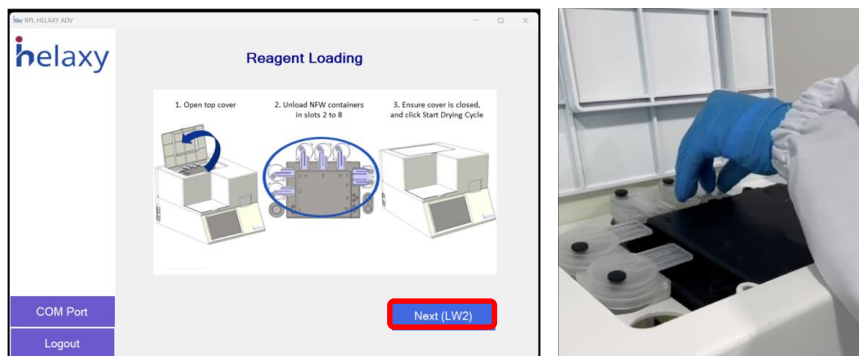 RPL HELAXY ADV
helaxy
Reagent Loading
1. Open top cover
2. Unload NFW containers
in slots 2 to 8
3. Ensure cover is closed,
and click Start Drying Cycle
COM Port
Next (LW2)
Logout